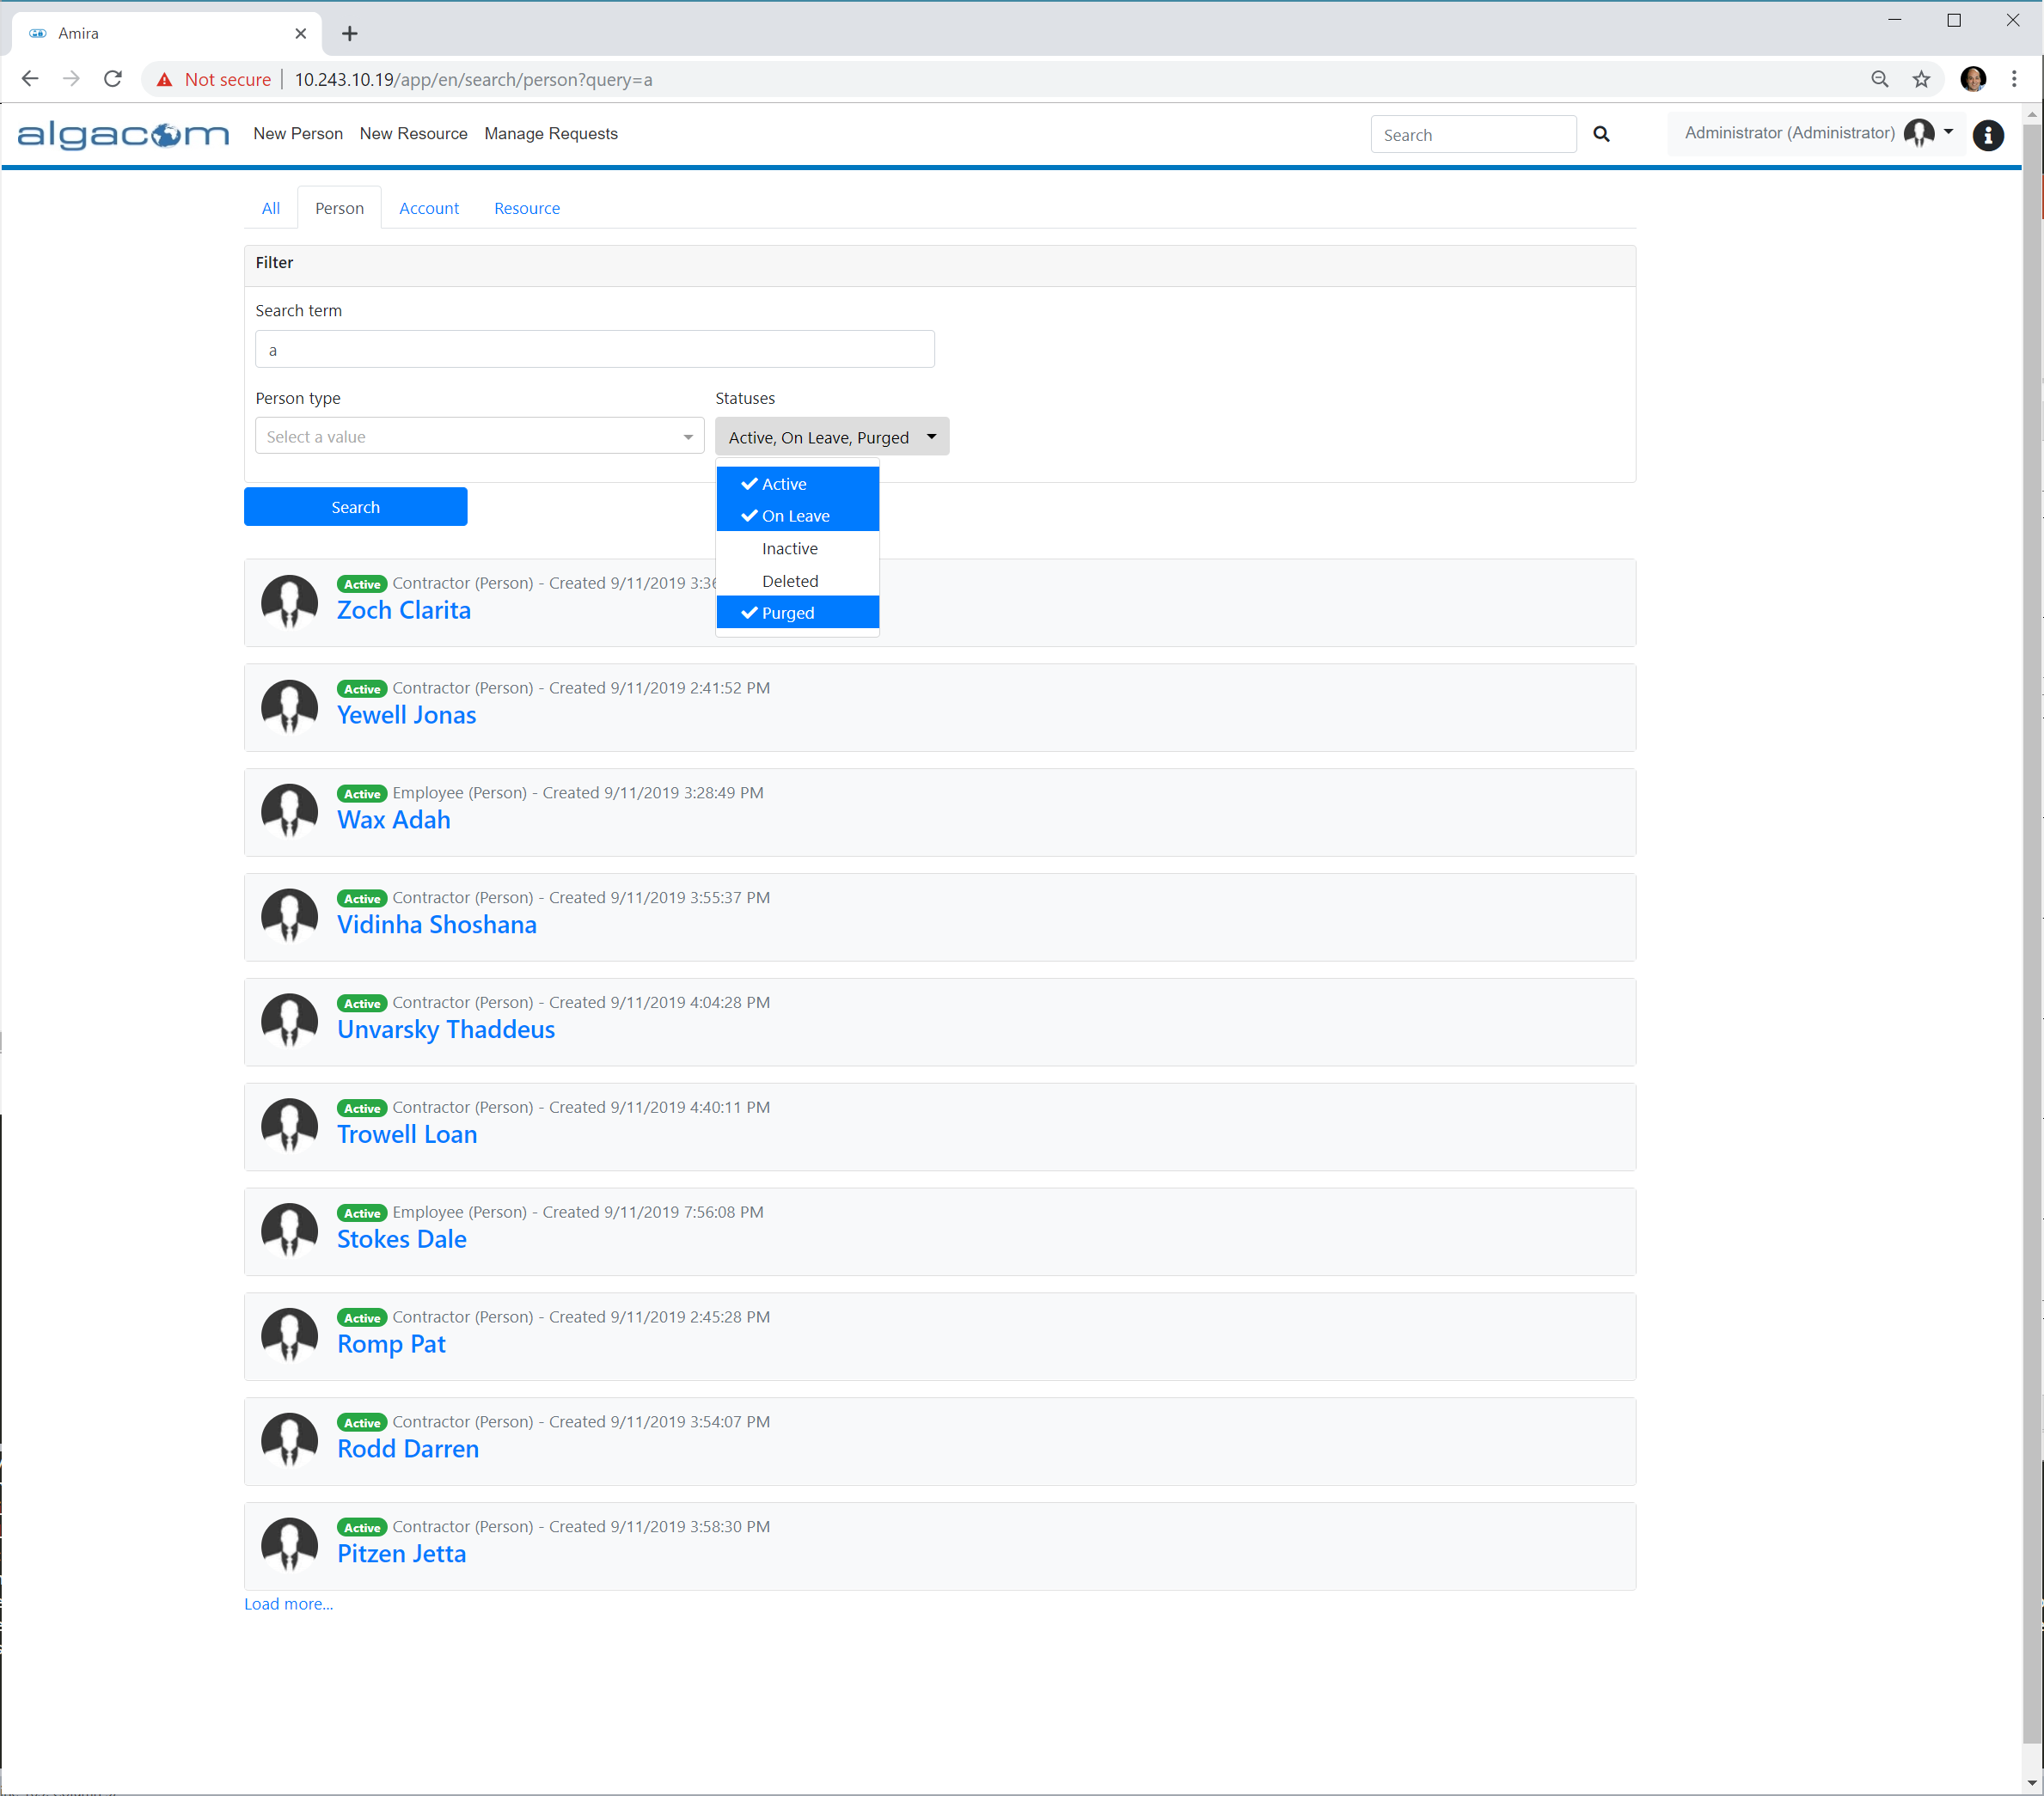 Amira
Not secure 10.243.10.19/app/en/search/person?query=a
algacom New Person New Resource Manage Requests Search Administrator (Administrator)
All Person Account Resource
Filter
Search term
a
Person type Statuses
Select a value Active, On Leave, Purged
Active
Search
On Leave
Inactive
Deleted
Purged
Active Contractor (Person) - Created 9/11/2019 3:36
Zoch Clarita
Active Contractor (Person) - Created 9/11/2019 2:41:52 PM
Yewell Jonas
Active Employee (Person) - Created 9/11/2019 3:28:49 PM
Wax Adah
Active Contractor (Person) - Created 9/11/2019 3:55:37 PM
Vidinha Shoshana
Active Contractor (Person) - Created 9/11/2019 4:04:28 PM
Unvarsky Thaddeus
Active Contractor (Person) - Created 9/11/2019 4:40:11 PM
Trowell Loan
Active Employee (Person) - Created 9/11/2019 7:56:08 PM
Stokes Dale
Active Contractor (Person) - Created 9/11/2019 2:45:28 PM
Romp Pat
Active Contractor (Person) - Created 9/11/2019 3:54:07 PM
Rodd Darren
Active Contractor (Person) - Created 9/11/2019 3:58:30 PM
Pitzen Jetta
Load more...